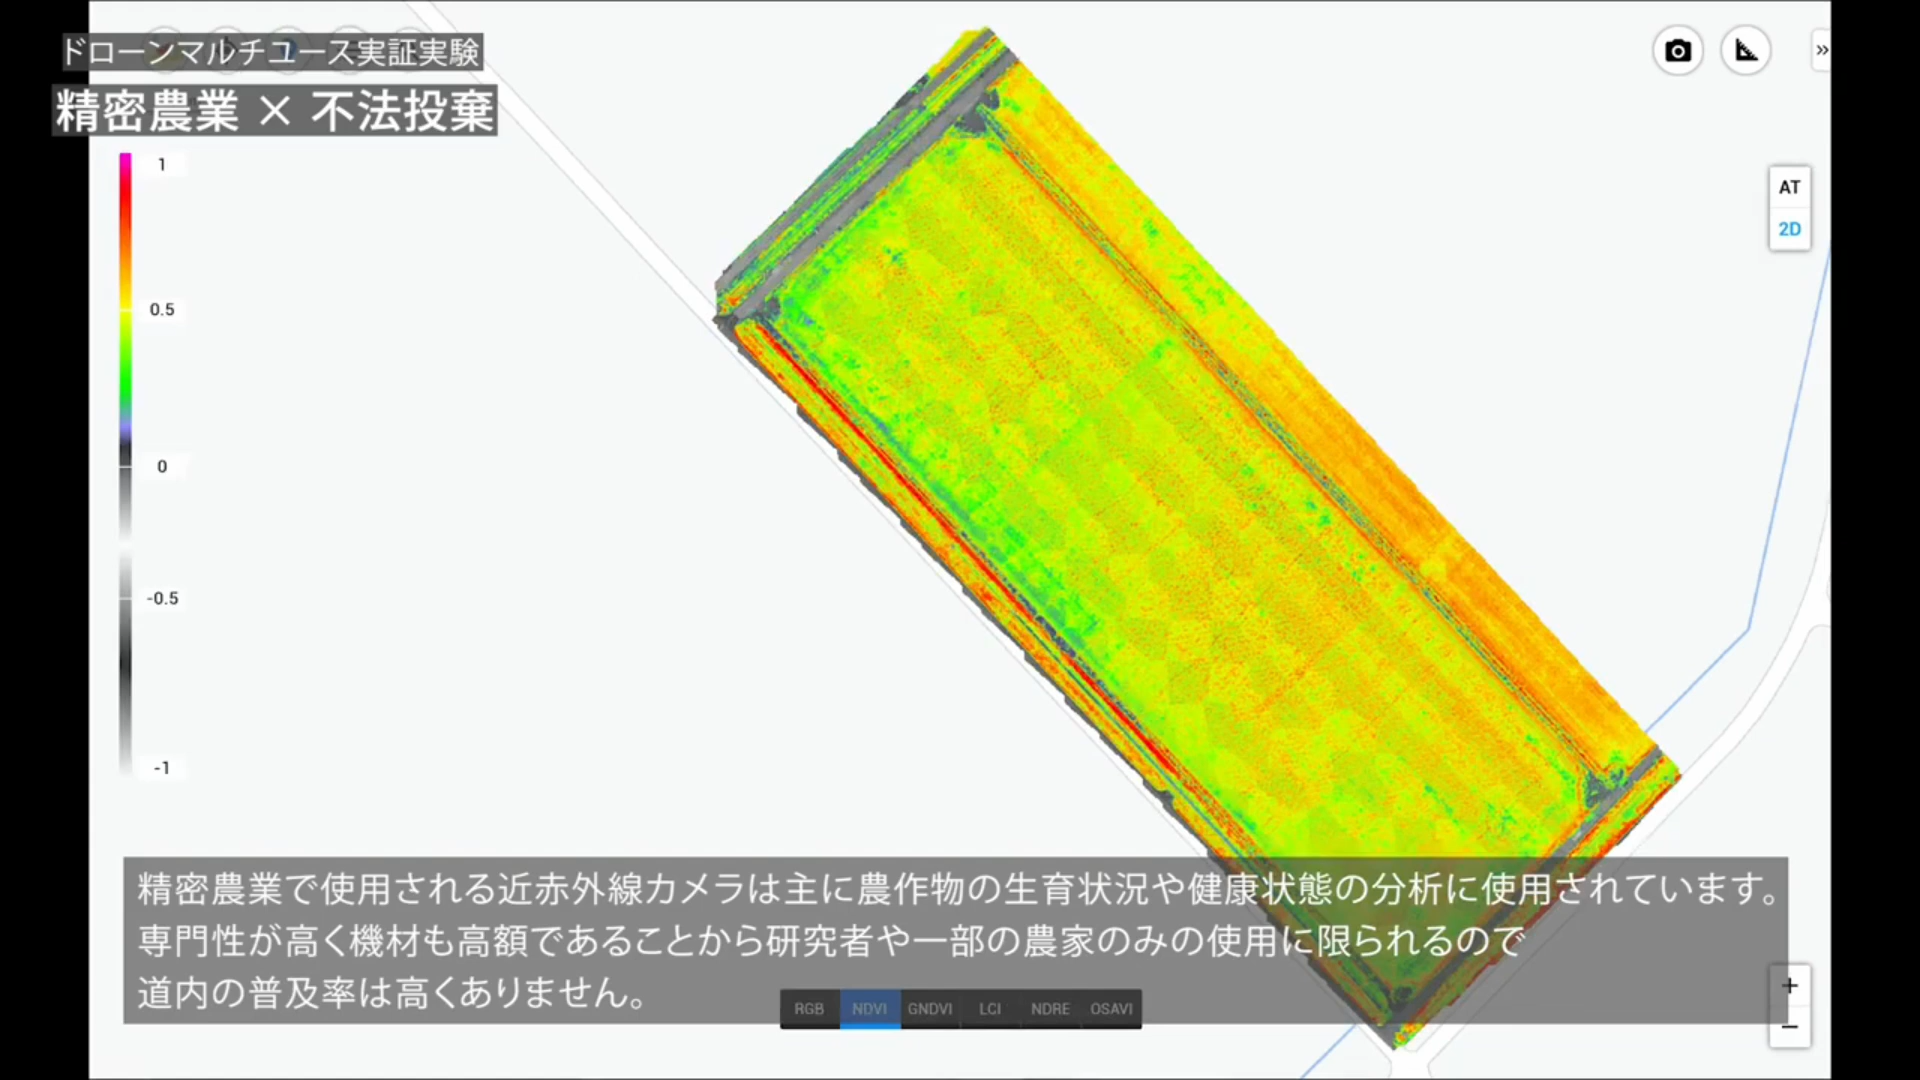 ドローンマルチユース実証実験
精密農業 × 不法投棄
1
0.5
0
-0.5
-1
»
AT
2D
精密農業で使用される近赤外線カメラは主に農作物の生育状況や健康状態の分析に使用されています。
専門性が高く機材も高額であることから研究者や一部の農家のみの使用に限られるので
道内の普及率は高くありません。
RGB NDVI GNDVI LCI NDRE OSAVI
+
−